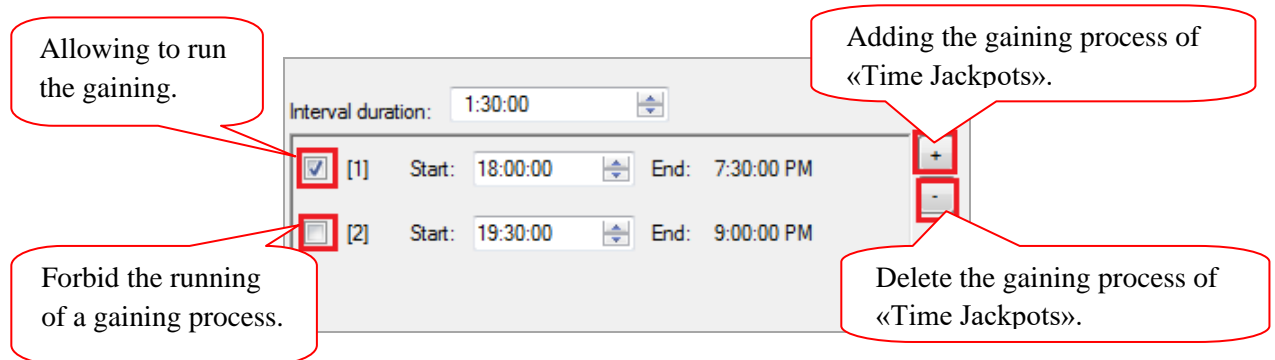 Allowing to run
the gaining.
Adding the gaining process of
«Time Jackpots».
Interval duration: 1:30:00
[1] Start: 18:00:00 End: 7:30:00 PM
+
-
[2] Start: 19:30:00 End: 9:00:00 PM
Forbid the running
of a gaining process.
Delete the gaining process of
«Time Jackpots».